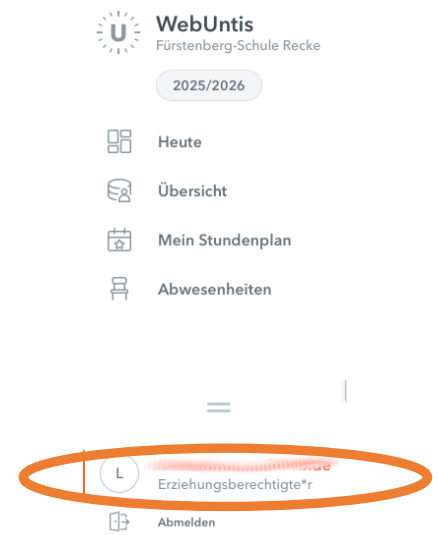 U WebUntis
Fürstenberg-Schule Recke
2025/2026
Heute
Übersicht
Mein Stundenplan
Abwesenheiten
L
Erziehungsberechtigte*r
Abmelden